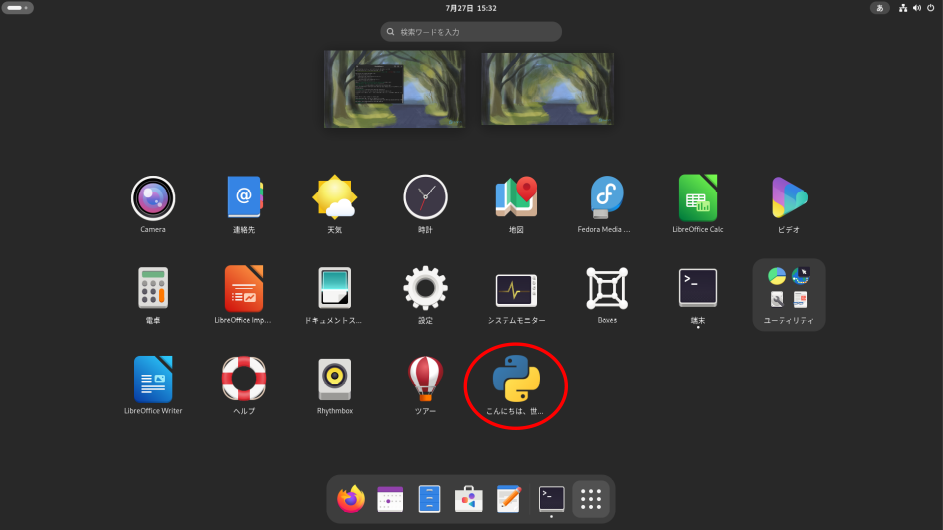 7月27日 15:32
あ
検索ワードを入力
Camera
連絡先
天気
時計
地図
Fedora Media ...
LibreOffice Calc
ビデオ
電卓
LibreOffice Imp...
ドキュメントス...
設定
システムモニター
Boxes
端末
ユーティリティ
LibreOffice Writer
ヘルプ
Rhythmbox
ツアー
こんにちは、世...